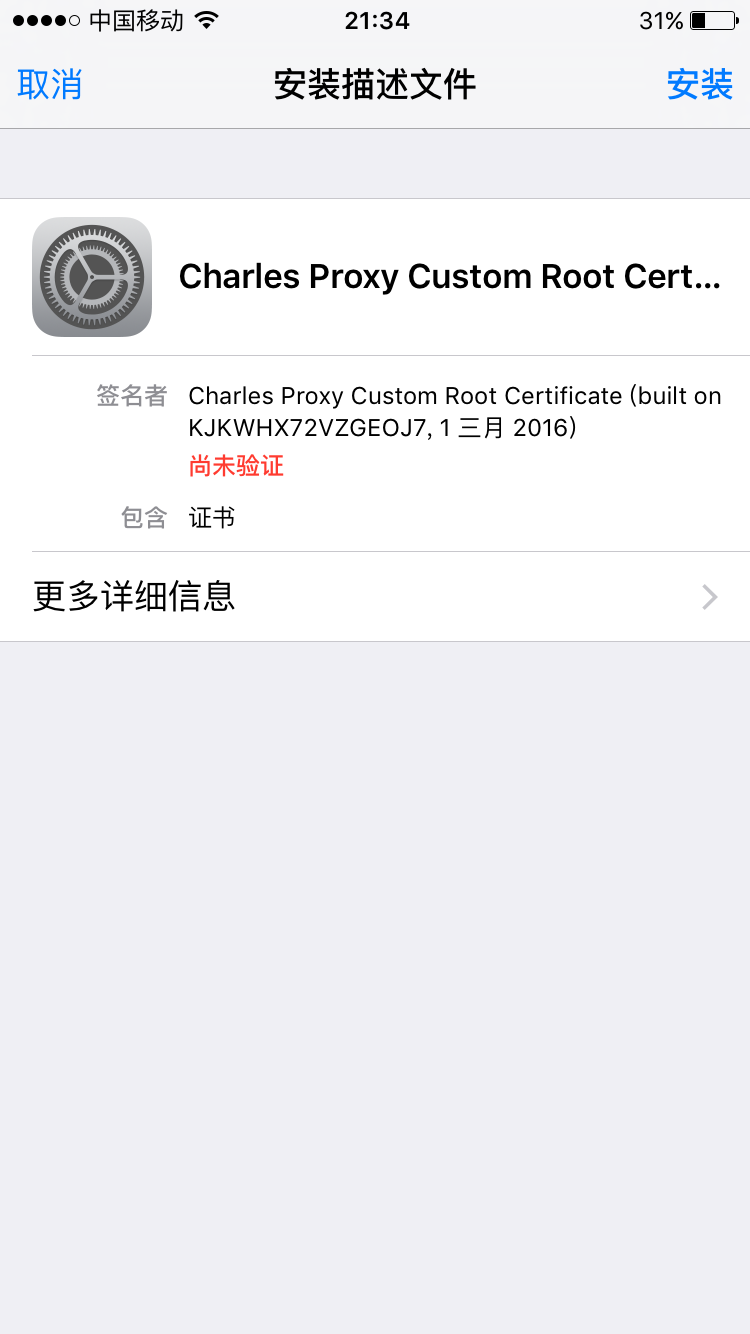 中国移动 21:34 31%
取消 安装描述文件 安装
Charles Proxy Custom Root Cert...
签名者 Charles Proxy Custom Root Certificate (built on
KJKWHX72VZGEOJ7, 1 三月 2016)
尚未验证
包含 证书
更多详细信息